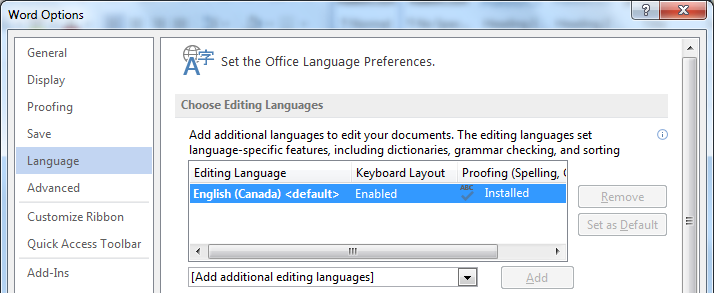 Word Options
General
Display
Proofing
Save
Language
Advanced
Customize Ribbon
Quick Access Toolbar
Add-Ins
A字 Set the Office Language Preferences.
Choose Editing Languages
Add additional languages to edit your documents. The editing languages set
language-specific features, including dictionaries, grammar checking, and sorting
Editing Language Keyboard Layout Proofing (Spelling, G
English (Canada) <default> Enabled ABC Installed
Remove
Set as Default
[Add additional editing languages] Add